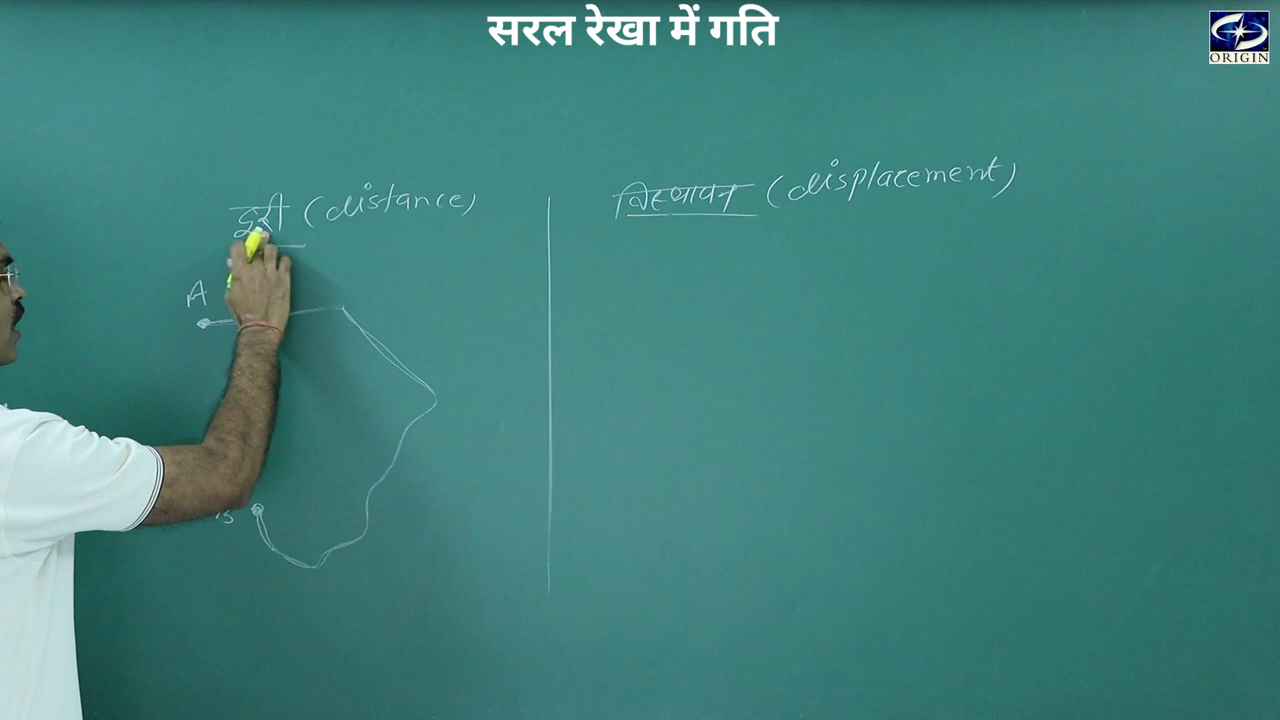 सरल रेखा में गति
ORIGIN
दूरी (distance)
विस्थापन (displacement)
A
B